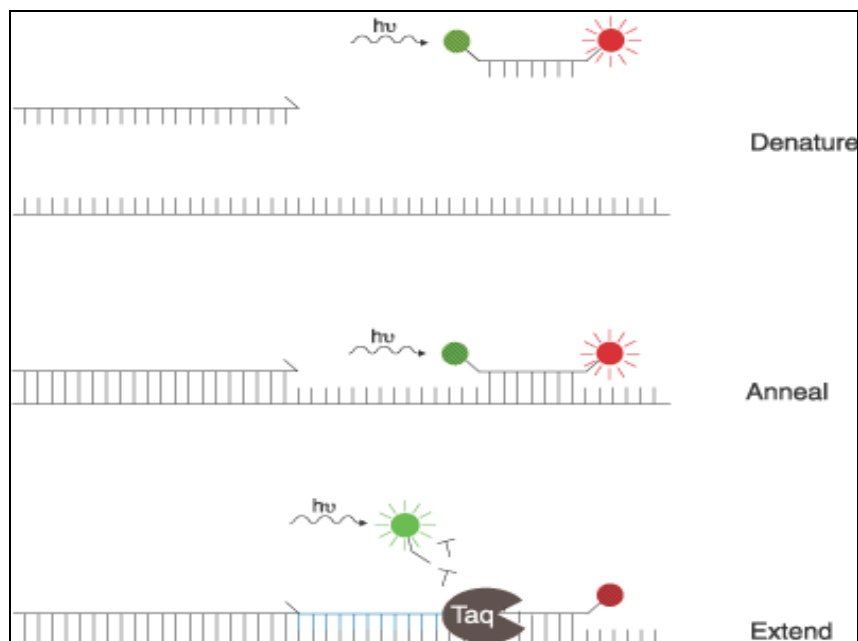 hυ
Denature
hυ
Anneal
hυ
Taq
Extend